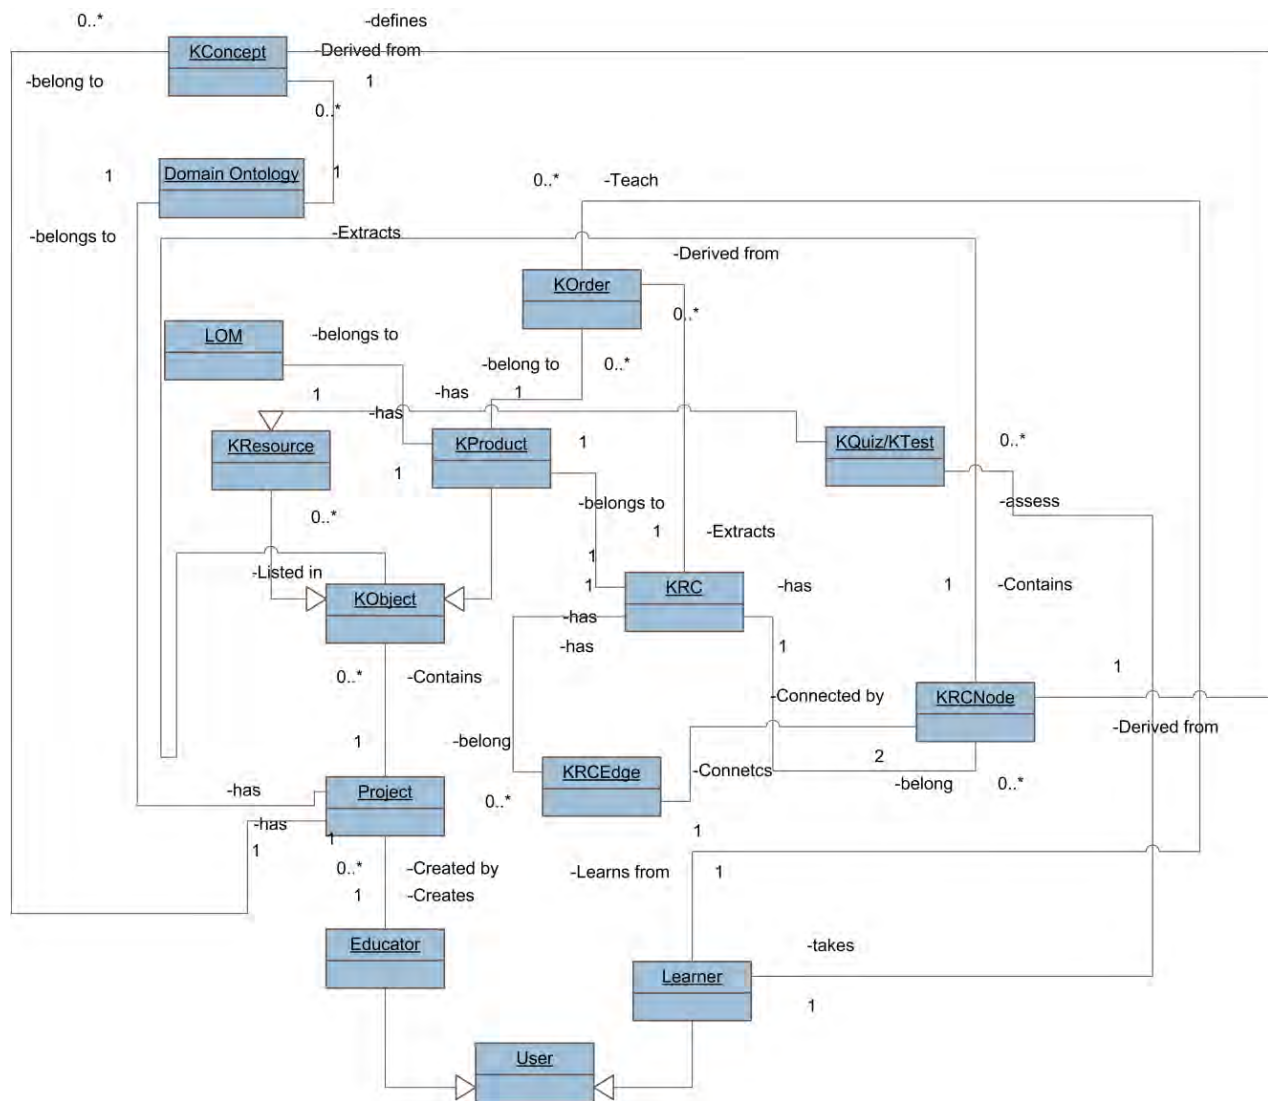 0..*
-defines
KConcept
-Derived from
-belong to
1
0..*
Domain Ontology
1
1
0..*
-Teach
-belongs to
-Extracts
-Derived from
KOrder
0..*
LOM
-belongs to
-belong to
0..*
1
-has
1
-has
KResource
KProduct
1
KQuiz/KTest
0..*
1
-belongs to
-assess
0..*
1
-Extracts
1
-Listed in
KObject
1
KRC
-has
1
-Contains
-has
-has
1
0..*
-Contains
1
KRCNode
-Connected by
-Derived from
1
-belong
2
KRCEdge
-Connetcs
-belong
0..*
-has
Project
0..*
-has
1
1
1
0..*
-Created by
-Learns from
1
1
-Creates
Educator
-takes
Learner
1
User